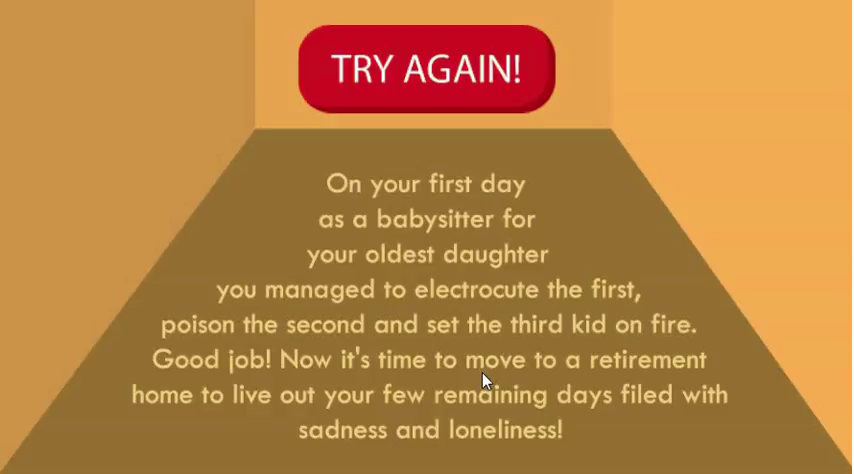 TRY AGAIN!
On your first day
as a babysitter for
your oldest daughter
you managed to electrocute the first,
poison the second and set the third kid on fire.
Good job! Now it's time to move to a retirement
home to live out your few remaining days filed with
sadness and loneliness!